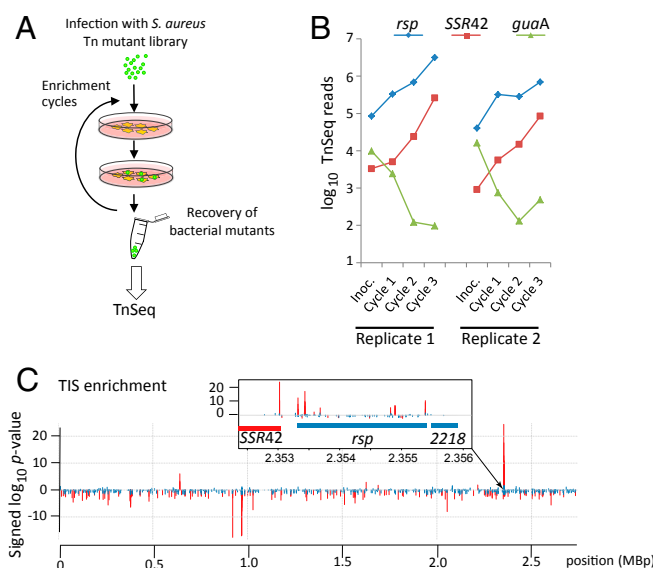 A
Infection with S. aureus
Tn mutant library
Enrichment
cycles
Recovery of
bacterial mutants
TnSeq
B
rsp SSR42 guaA
log10 TnSeq reads
7
6
5
4
3
2
1
Inoc. Cycle 1 Cycle 2 Cycle 3 Inoc. Cycle 1 Cycle 2 Cycle 3
Replicate 1 Replicate 2
C TIS enrichment
20
10
0
SSR42 rsp 2218
2.353 2.354 2.355 2.356
Signed log10 p-value
20
10
0
-10
0 0.5 1.0 1.5 2.0 2.5 position (MBp)